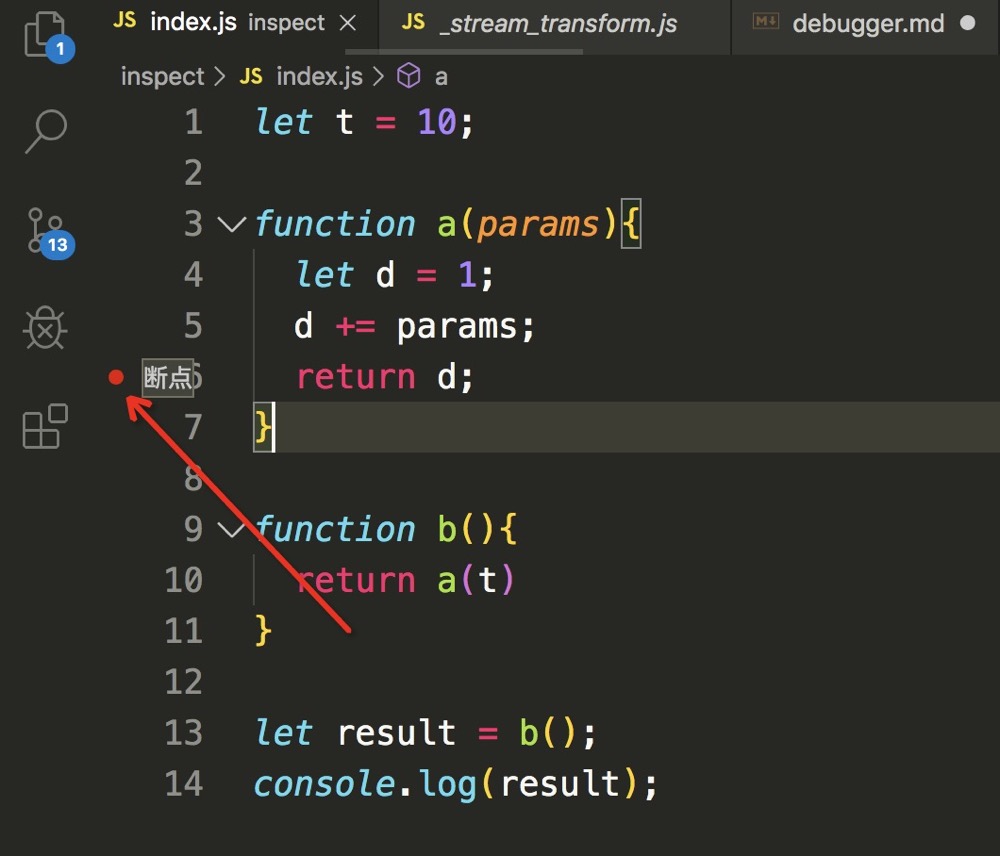 1
JS index.js inspect × JS _stream_transform.js debugger.md
inspect > JS index.js > a
1 let t = 10;
2
3 function a(params){
13
4 let d = 1;
5 d += params;
断点
6 return d;
7 }
8
9 function b(){
10 return a(t)
11 }
12
13 let result = b();
14 console.log(result);